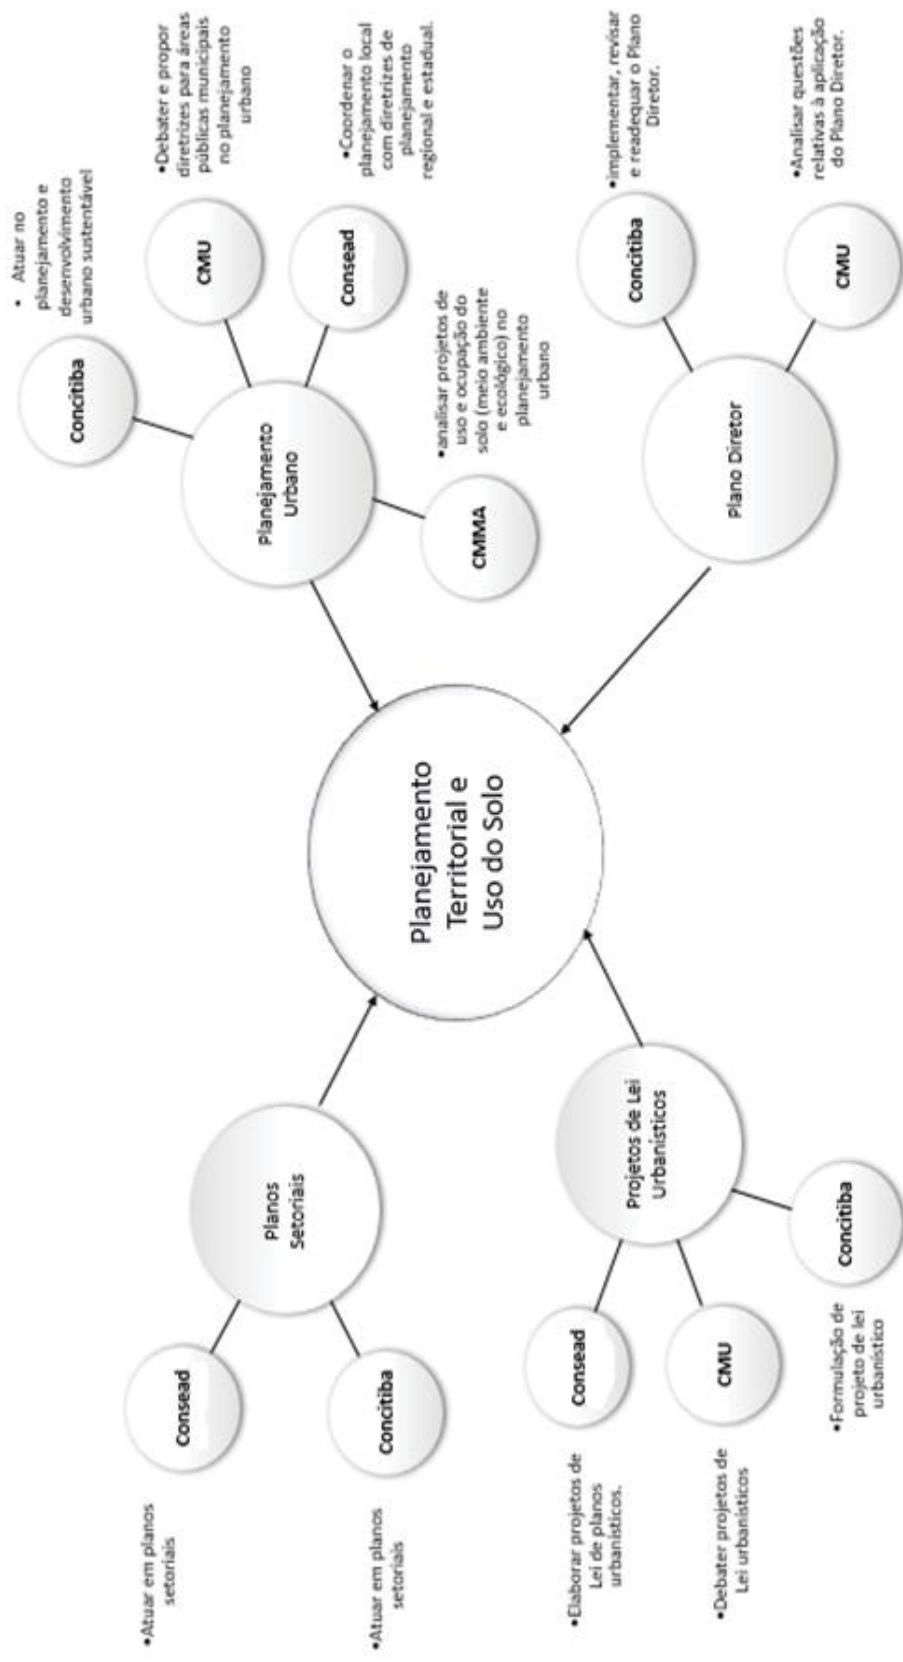 •Atuar em planos
setoriais
Consead
•Atuar em planos
setoriais
Concitiba
Planos
Setoriais
• Atuar no
planejamento e
desenvolvimento
urbano sustentável
Concitiba
•Debater e propor
diretrizes para áreas
públicas municipais
no planejamento
urbano
CMU
•Coordenar o
planejamento local
com diretrizes de
planejamento
regional e estadual.
Consead
•analisar projetos de
uso e ocupação do
solo (meio ambiente
e ecológico) no
planejamento
urbano
CMMA
Planejamento
Urbano
Planejamento
Territorial e
Uso do Solo
•Elaborar projetos de
Lei de planos
urbanísticos.
Consead
•Debater projetos de
Lei urbanísticos
CMU
•Formulação de
projeto de lei
urbanístico
Concitiba
Projetos de Lei
Urbanísticos
•implementar, revisar
e readequar o Plano
Diretor.
Concitiba
•Analisar questões
relativas à aplicação
do Plano Diretor.
CMU
Plano Diretor